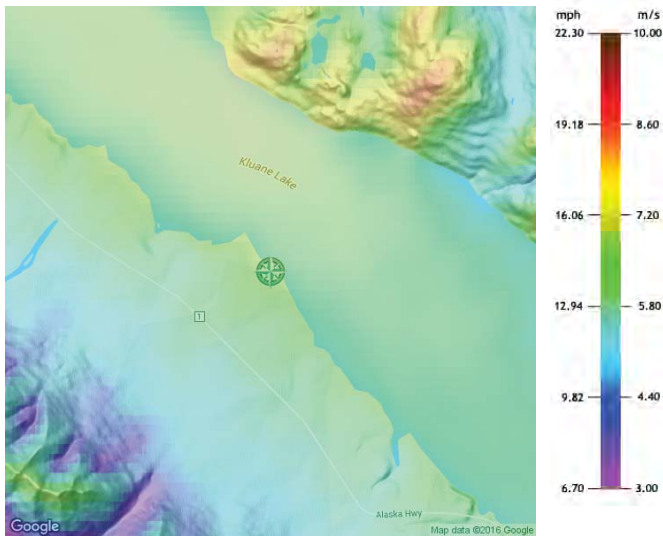 mph
m/s
22.30
10.00
19.18
8.60
16.06
7.20
12.94
5.80
9.82
4.40
6.70
3.00
Kluane Lake
1
Alaska Hwy
Google
Map data ©2016 Google